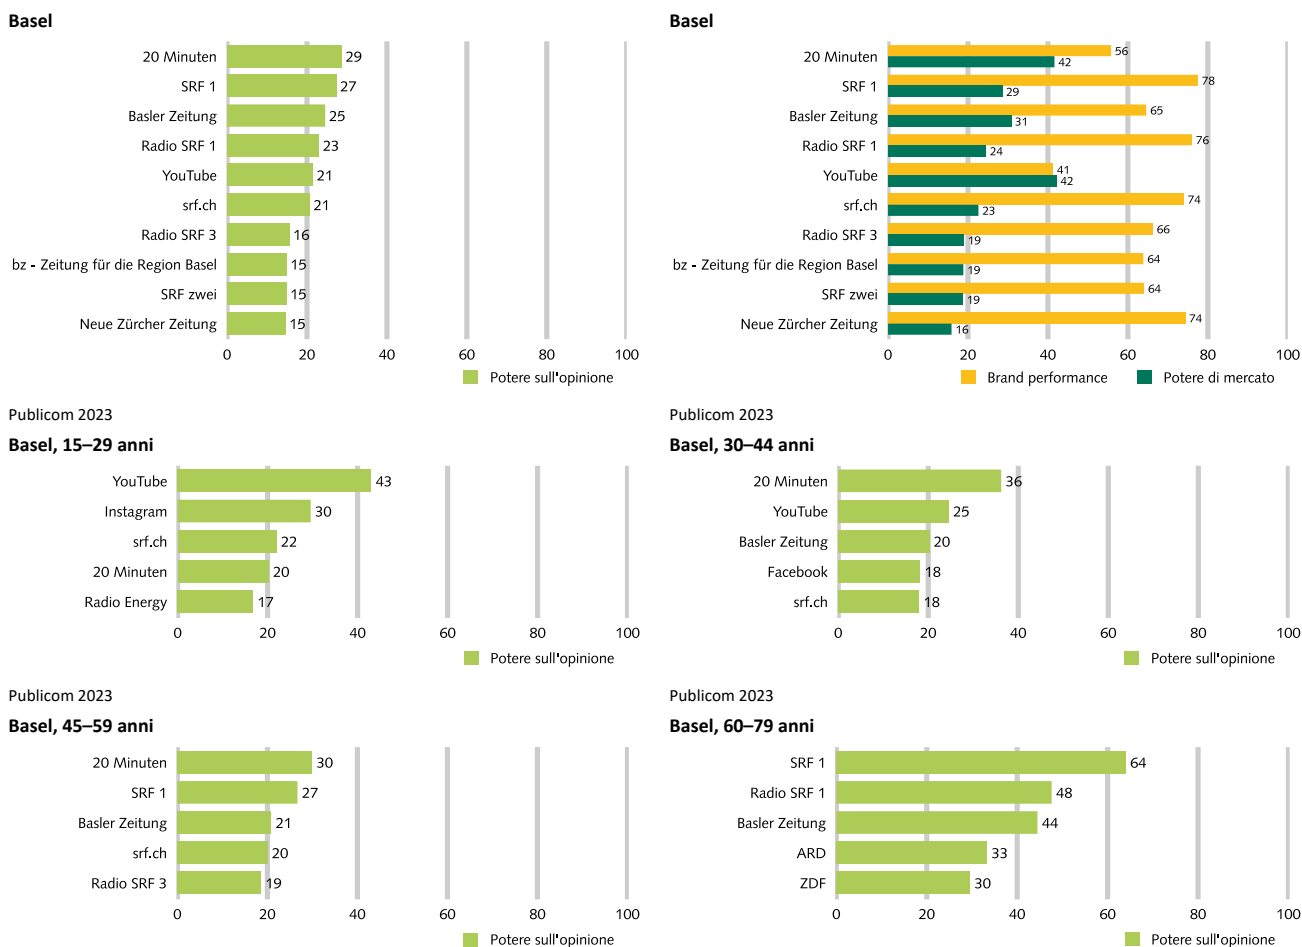 Basel
20 Minuten 29
SRF 1 27
Basler Zeitung 25
Radio SRF 1 23
YouTube 21
srf.ch 21
Radio SRF 3 16
bz - Zeitung für die Region Basel 15
SRF zwei 15
Neue Zürcher Zeitung 15
0 20 40 60 80 100
Potere sull'opinione
Basel
20 Minuten 56
42
SRF 1 78
29
Basler Zeitung 65
31
Radio SRF 1 76
24
YouTube 41
42
srf.ch 74
23
Radio SRF 3 66
19
bz - Zeitung für die Region Basel 64
19
SRF zwei 64
19
Neue Zürcher Zeitung 74
16
0 20 40 60 80 100
Brand performance Potere di mercato
Publicom 2023
Basel, 15–29 anni
YouTube 43
Instagram 30
srf.ch 22
20 Minuten 20
Radio Energy 17
0 20 40 60 80 100
Potere sull'opinione
Publicom 2023
Basel, 30–44 anni
20 Minuten 36
YouTube 25
Basler Zeitung 20
Facebook 18
srf.ch 18
0 20 40 60 80 100
Potere sull'opinione
Publicom 2023
Basel, 45–59 anni
20 Minuten 30
SRF 1 27
Basler Zeitung 21
srf.ch 20
Radio SRF 3 19
0 20 40 60 80 100
Potere sull'opinione
Publicom 2023
Basel, 60–79 anni
SRF 1 64
Radio SRF 1 48
Basler Zeitung 44
ARD 33
ZDF 30
0 20 40 60 80 100
Potere sull'opinione